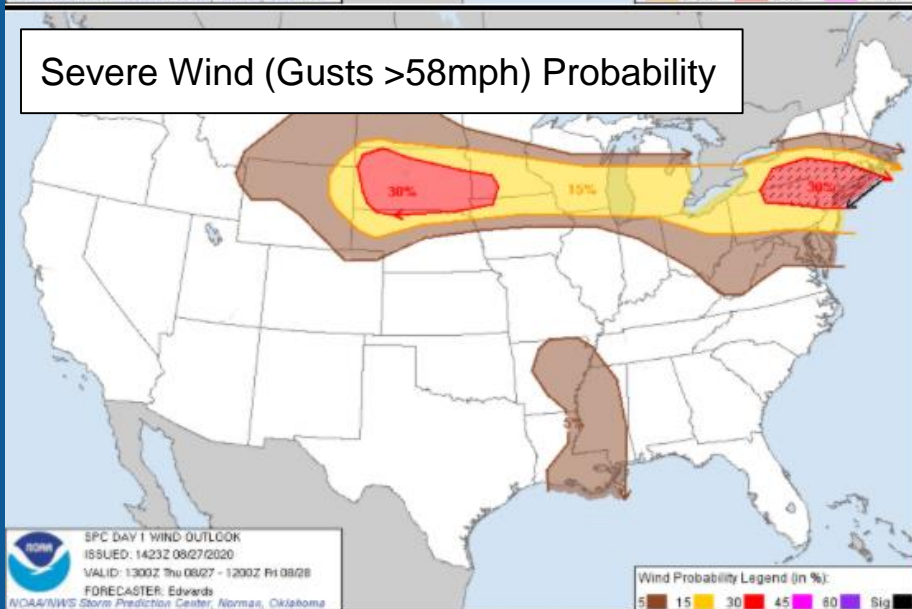 Severe Wind (Gusts >58mph) Probability
30%
15%
30%
5%
NOAA
SPC DAY 1 WIND OUTLOOK
ISSUED: 1423Z 08/27/2020
VALID: 1300Z Thu 08/27 - 1200Z Fri 08/28
FORECASTER: Edwards
NOAA/NWS Storm Prediction Center, Norman, Oklahoma
Wind Probability Legend (in %):
5 15 30 45 60 Sig